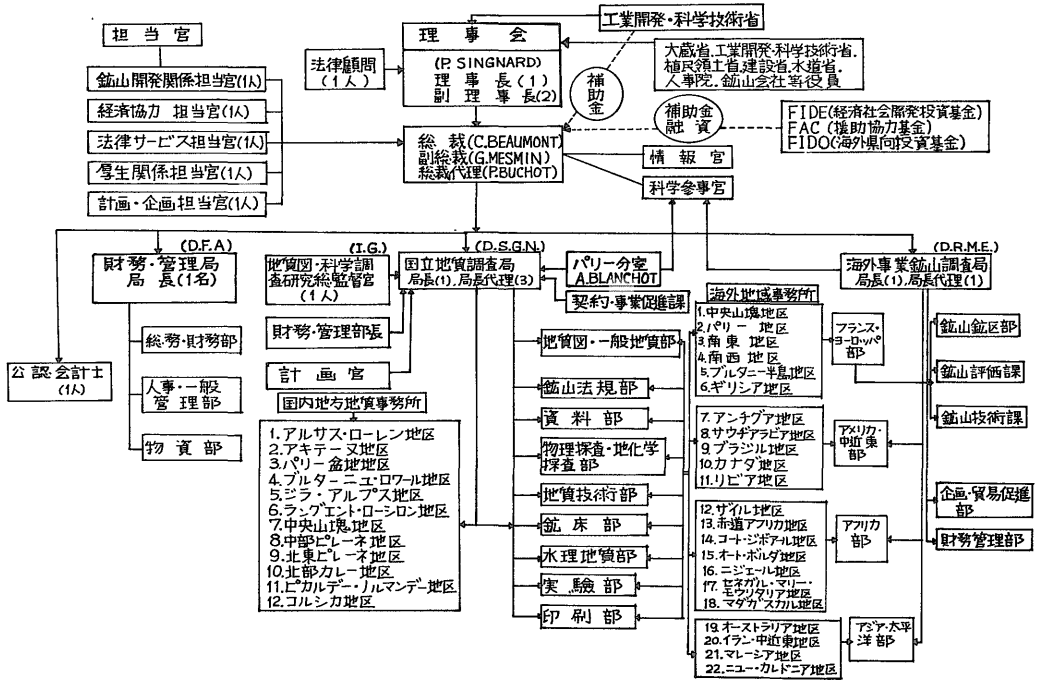 工業開発・科学技術省
担当官
理事会
(P. SINGNARD)
理事長(1)
副理事長(2)
法律顧問
(1人)
大蔵省.工業開発・科学技術省.
植民領土省.建設省.水道省.
人事院.鉱山会社等役員
鉱山開発関係担当官(1人)
経済協力 担当官(1人)
法律サービス担当官(1人)
厚生関係担当官(1人)
計画・企画担当官(1人)
補助金
補助金
融資
FIDE(経済社会開発投資基金)
FAC(援助協力基金)
FIDO(海外県向投資基金)
総裁(C.BEAUMONT)
副総裁(G.MESMIN)
総裁代理(P.BUCHOT)
情報官
科学参事官
(D.F.A)
財務・管理局
局長(1名)
(I.G.)
地質図・科学調
査研究総監督官
(1人)
(D.S.G.N.)
国立地質調査局
局長(1),局長代理(3)
パリー分室
A.BLANCHOT
契約・事業促進課
(D.R.M.E.)
海外事業鉱山調査局
局長(1),局長代理(1)
総務・財務部
人事・一般
管理部
物資部
公認会計士
(1人)
財務・管理部長
計画官
国内地方地質事務所
1.アルサス・ローレン地区
2.アキテーヌ地区
3.パリー盆地地区
4.ブルターニュ・ロワール地区
5.ジラ・アルプス地区
6.ラングエント・ローシロン地区
7.中央山塊地区
8.中部ピレーネ地区
9.北東ピレーネ地区
10.北部カレー地区
11.ピカルデー・ノルマンデー地区
12.コルシカ地区
地質図・一般地質部
鉱山法規部
資料部
物理探査・地化学
探査部
地質技術部
鉱床部
水理地質部
実験部
印刷部
海外地域事務所
1.中央山塊地区
2.パリー 地区
3.南東 地区
4.南西 地区
5.ブルタニー半島地区
6.ギリシア地区
フランス・
ヨーロッパ
部
7.アンチグア地区
8.サウヂアラビア地区
9.ブラジル地区
10.カナダ地区
11.リビア地区
アメリカ・
中近東
部
12.ザイル地区
13.赤道アフリカ地区
14.コート・ジボアール地区
15.オート・ボルダ地区
16.ニジェール地区
17.セネガル・マリー・
モウリタリア地区
18.マダガスカル地区
アフリカ
部
19.オーストラリア地区
20.イラン・中近東地区
21.マレーシア地区
22.ニュー・カルドニア地区
アジア・太平
洋部
鉱山鉱区部
鉱山評価課
鉱山技術課
企画・貿易促進
部
財務管理部